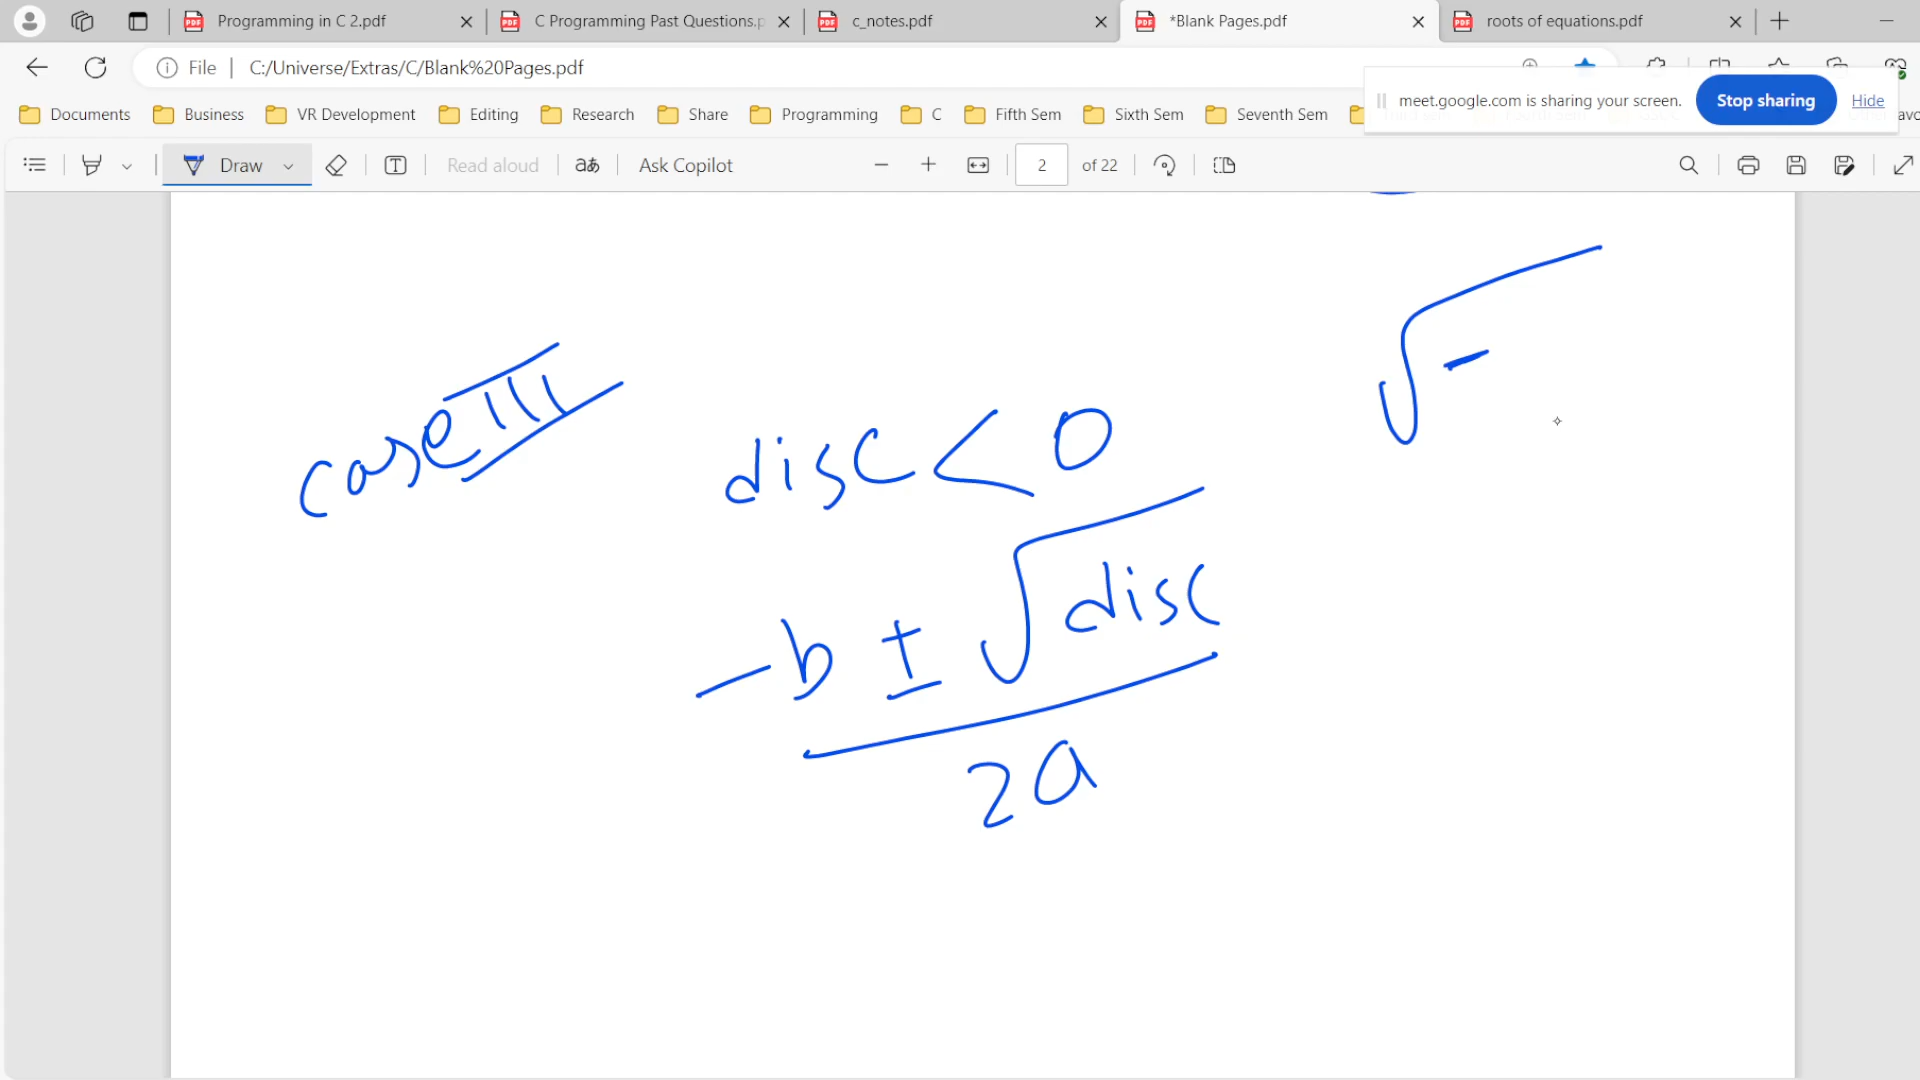 Programming in C 2.pdf
C Programming Past Questions.p
c_notes.pdf
*Blank Pages.pdf
roots of equations.pdf
File
C:/Universe/Extras/C/Blank%20Pages.pdf
meet.google.com is sharing your screen.
Stop sharing
Hide
Documents
Business
VR Development
Editing
Research
Share
Programming
C
Fifth Sem
Sixth Sem
Seventh Sem
Draw
Read aloud
aあ
Ask Copilot
2
of 22
√-
case III
disc < 0
-b ± √disc
2a